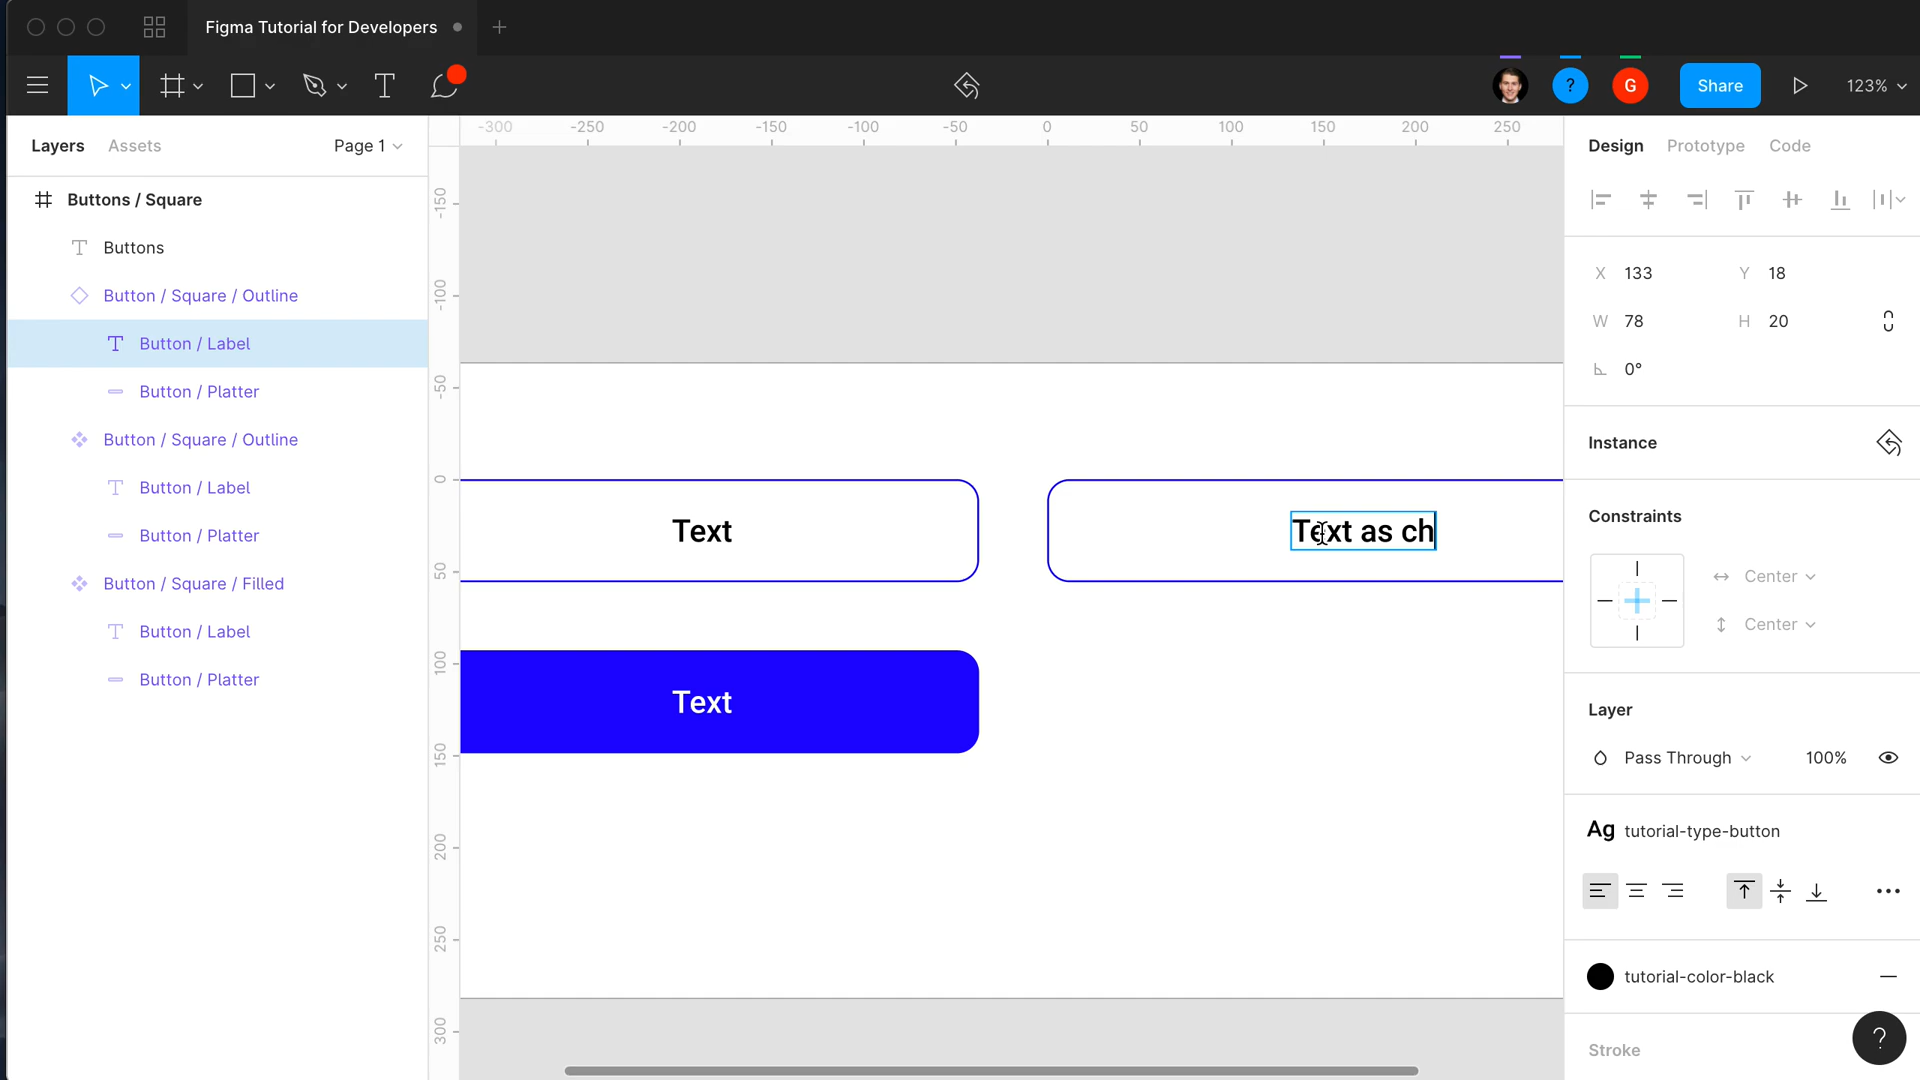 Figma Tutorial for Developers
?
G
Share
123%
Layers
Assets
Page 1
-300
-250
-200
-150
-100
-50
0
50
100
150
200
250
Design
Prototype
Code
Buttons / Square
Buttons
Button / Square / Outline
Button / Label
Button / Platter
Button / Square / Outline
Button / Label
Button / Platter
Button / Square / Filled
Button / Label
Button / Platter
-150
-100
-50
0
50
100
150
200
250
300
Text
Text as ch
Text
X 133
Y 18
W 78
H 20
0°
Instance
Constraints
Center
Center
Layer
Pass Through
100%
Ag tutorial-type-button
tutorial-color-black
Stroke
?